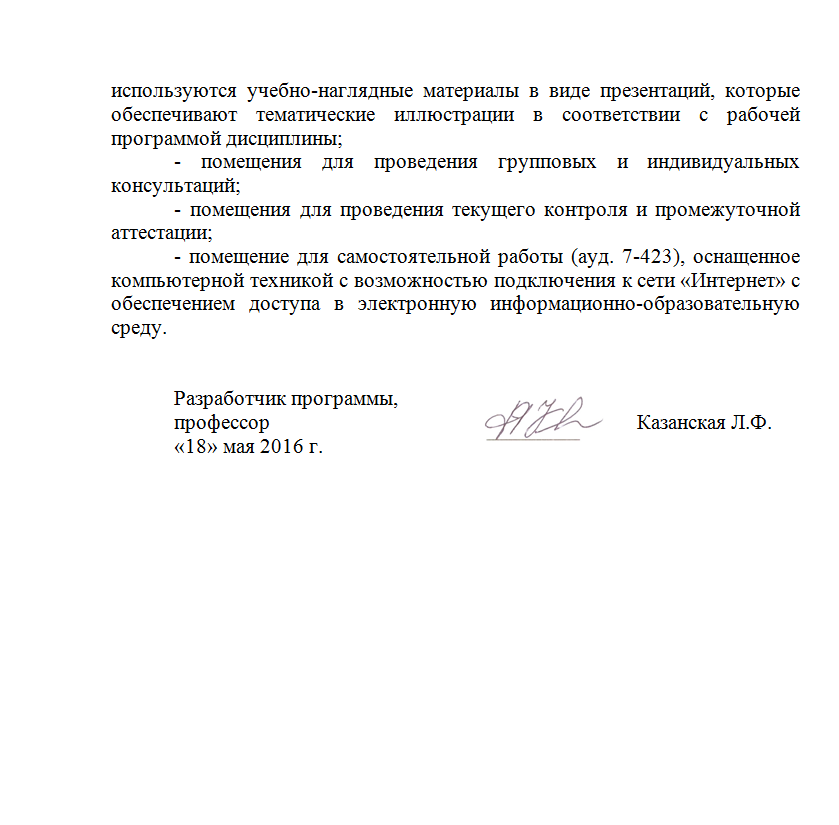 используются учебно-наглядные материалы в виде презентаций, которые
обеспечивают тематические иллюстрации в соответствии с рабочей
программой дисциплины;
- помещения для проведения групповых и индивидуальных
консультаций;
- помещения для проведения текущего контроля и промежуточной
аттестации;
- помещение для самостоятельной работы (ауд. 7-423), оснащенное
компьютерной техникой с возможностью подключения к сети «Интернет» с
обеспечением доступа в электронную информационно-образовательную
среду.
Разработчик программы,
профессор Казанская Л.Ф.
«18» мая 2016 г.